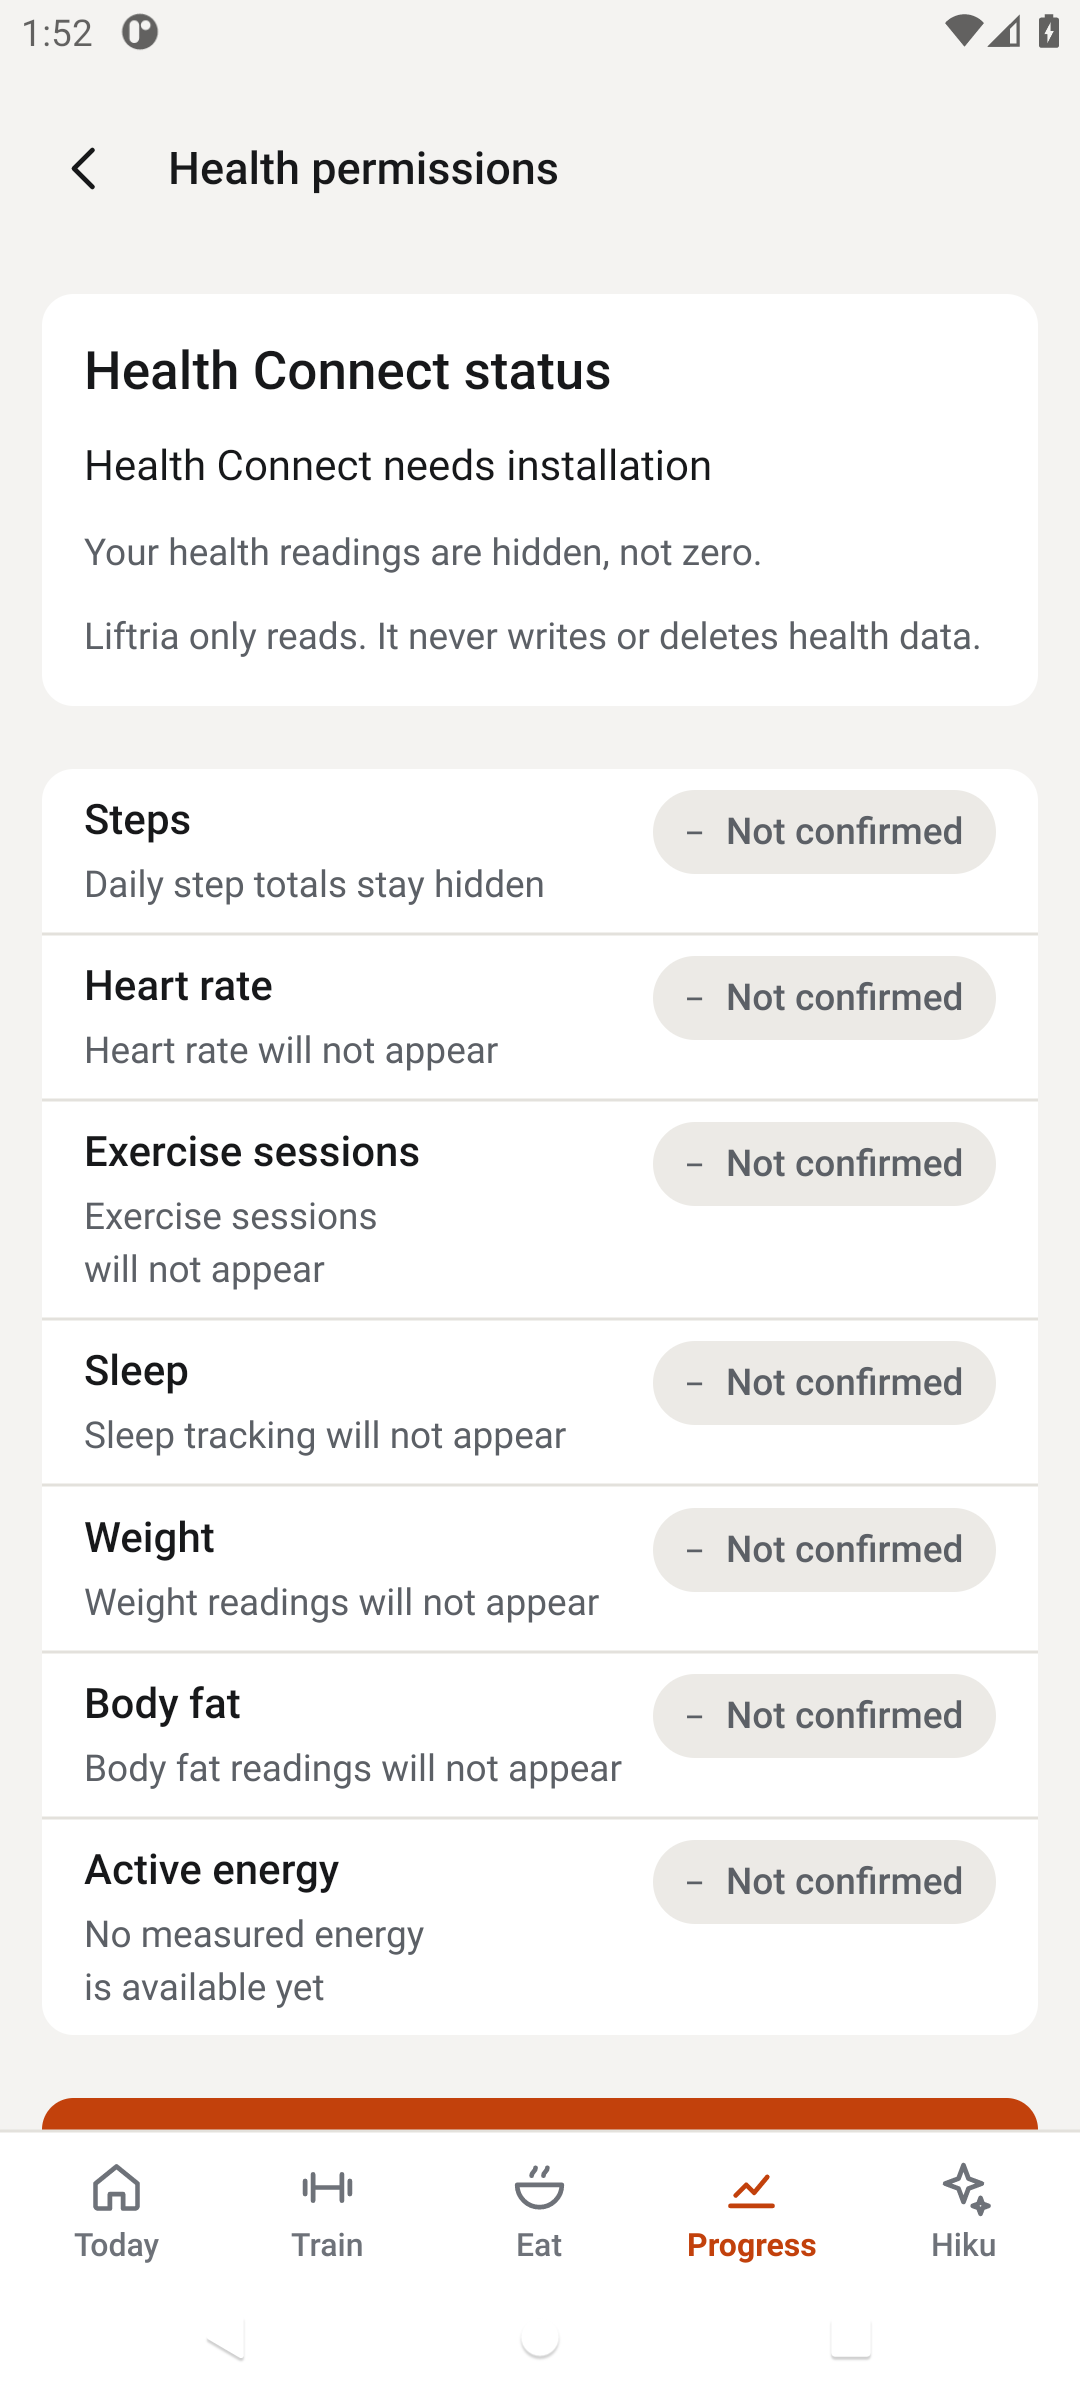 1:52
Health permissions
Health Connect status
Health Connect needs installation
Your health readings are hidden, not zero.
Liftria only reads. It never writes or deletes health data.
Steps
– Not confirmed
Daily step totals stay hidden
Heart rate
– Not confirmed
Heart rate will not appear
Exercise sessions
– Not confirmed
Exercise sessions
will not appear
Sleep
– Not confirmed
Sleep tracking will not appear
Weight
– Not confirmed
Weight readings will not appear
Body fat
– Not confirmed
Body fat readings will not appear
Active energy
– Not confirmed
No measured energy
is available yet
Today
Train
Eat
Progress
Hiku